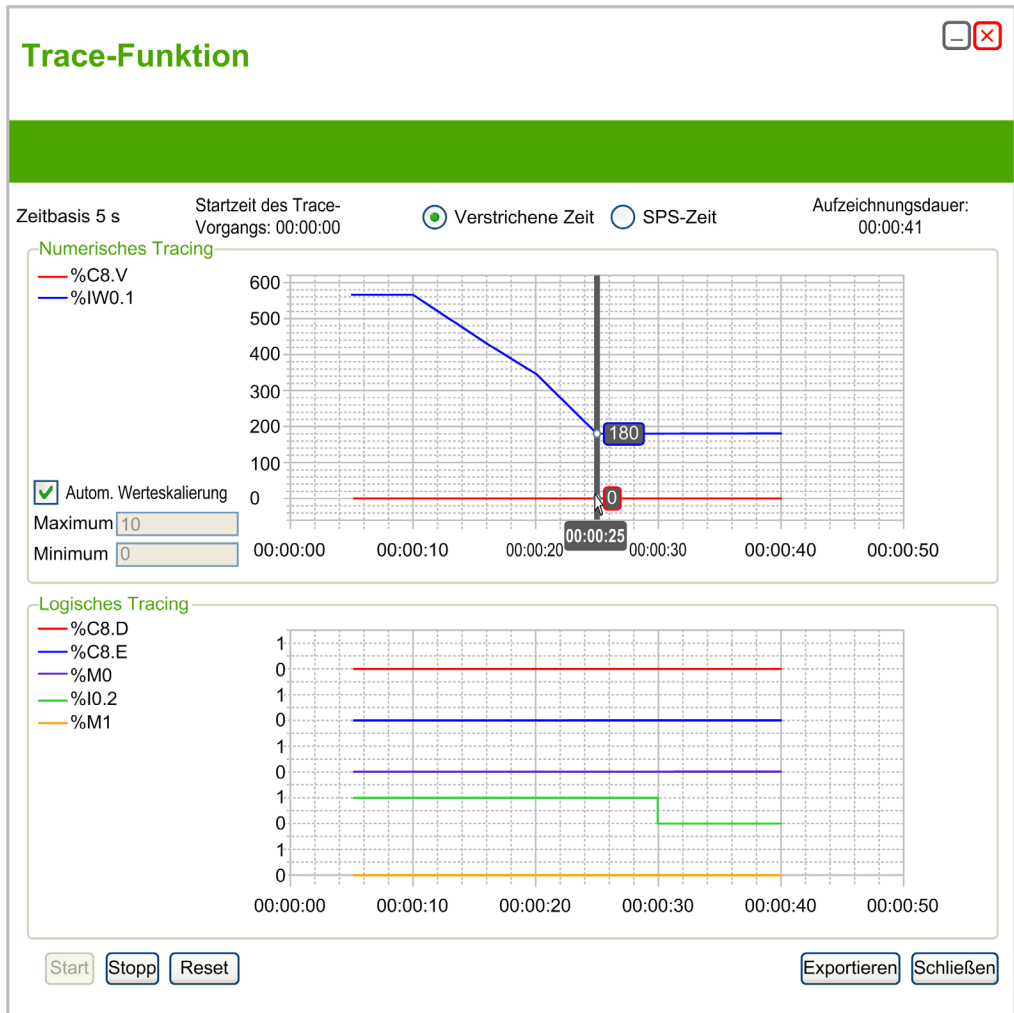 Trace-Funktion
Zeitbasis 5 s
Startzeit des Trace-
Vorgangs: 00:00:00
Verstrichene Zeit
SPS-Zeit
Aufzeichnungsdauer:
00:00:41
Numerisches Tracing
%C8.V
%IW0.1
600
500
400
300
200
100
0
180
0
Autom. Werteskalierung
Maximum 10
Minimum 0
00:00:25
00:00:00 00:00:10 00:00:20 00:00:30 00:00:40 00:00:50
Logisches Tracing
%C8.D
%C8.E
%M0
%I0.2
%M1
1
0
1
0
1
0
1
0
1
0
00:00:00 00:00:10 00:00:20 00:00:30 00:00:40 00:00:50
Start Stopp Reset Exportieren Schließen